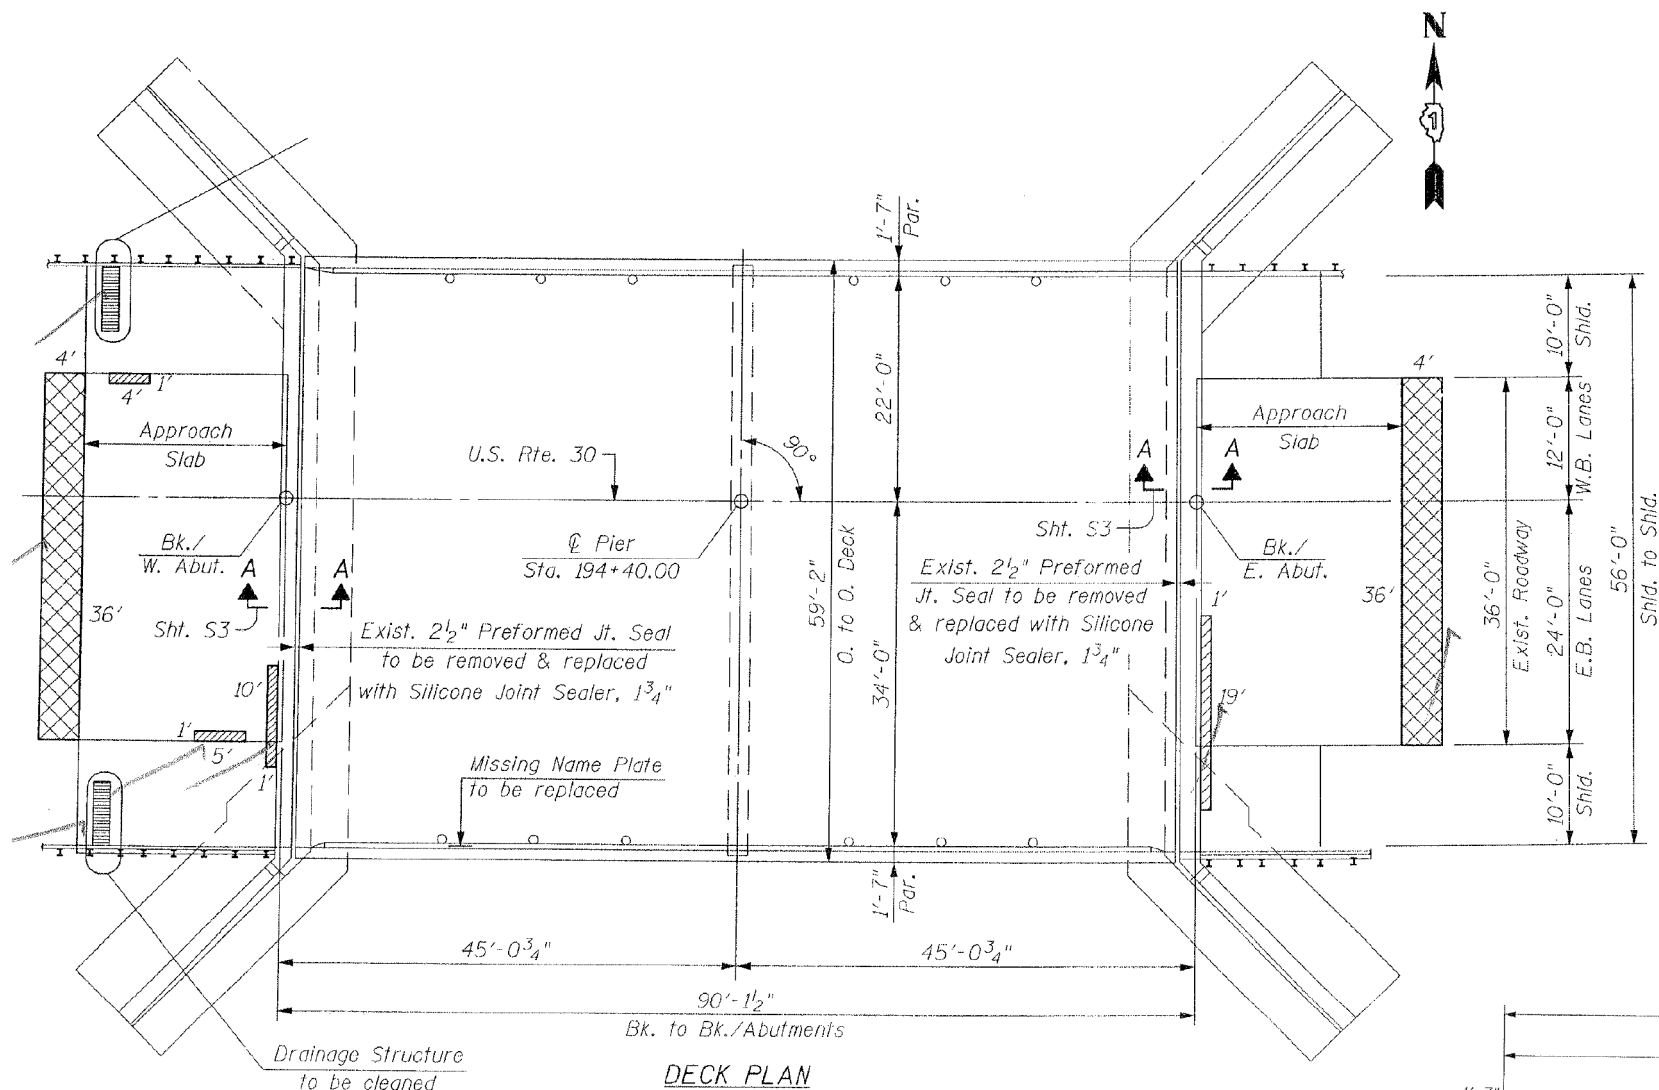 N
1
1'-7"
Par.
10'-0"
Shld.
4'
4'
1'
4'
22'-0"
12'-0"
W.B. Lanes
Approach
Slab
Approach
Slab
90°
U.S. Rte. 30
A
A
Sht. S3
Bk./
W. Abut.
℄ Pier
Sta. 194+40.00
Bk./
E. Abut.
59'-2"
O. to O. Deck
Exist. 2½" Preformed
Jt. Seal to be removed
& replaced with Silicone
Joint Sealer, 1¾"
A
A
Sht. S3
36'
1'
36'
36'-0"
Exist. Roadway
56'-0"
Shld. to Shld.
Exist. 2½" Preformed Jt. Seal
to be removed & replaced
with Silicone Joint Sealer, 1¾"
34'-0"
24'-0"
E.B. Lanes
10'
19'
1'
5'
1'
Missing Name Plate
to be replaced
10'-0"
Shld.
1'-7"
Par.
45'-0¾"
45'-0¾"
90'-1½"
Bk. to Bk./Abutments
Drainage Structure
to be cleaned
DECK PLAN